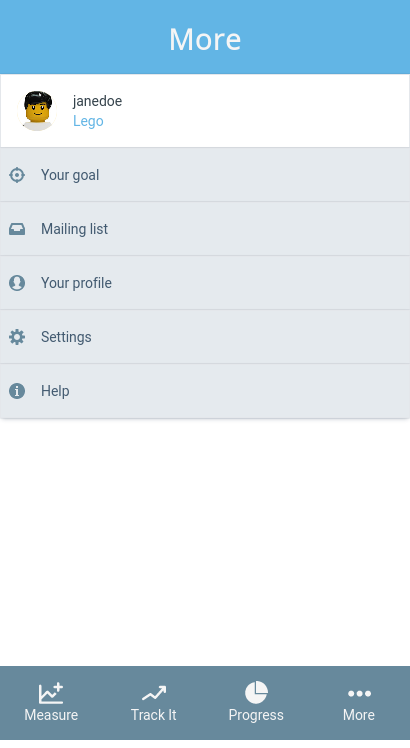 More
janedoe
Lego
Your goal
Mailing list
Your profile
Settings
Help
Measure
Track It
Progress
More